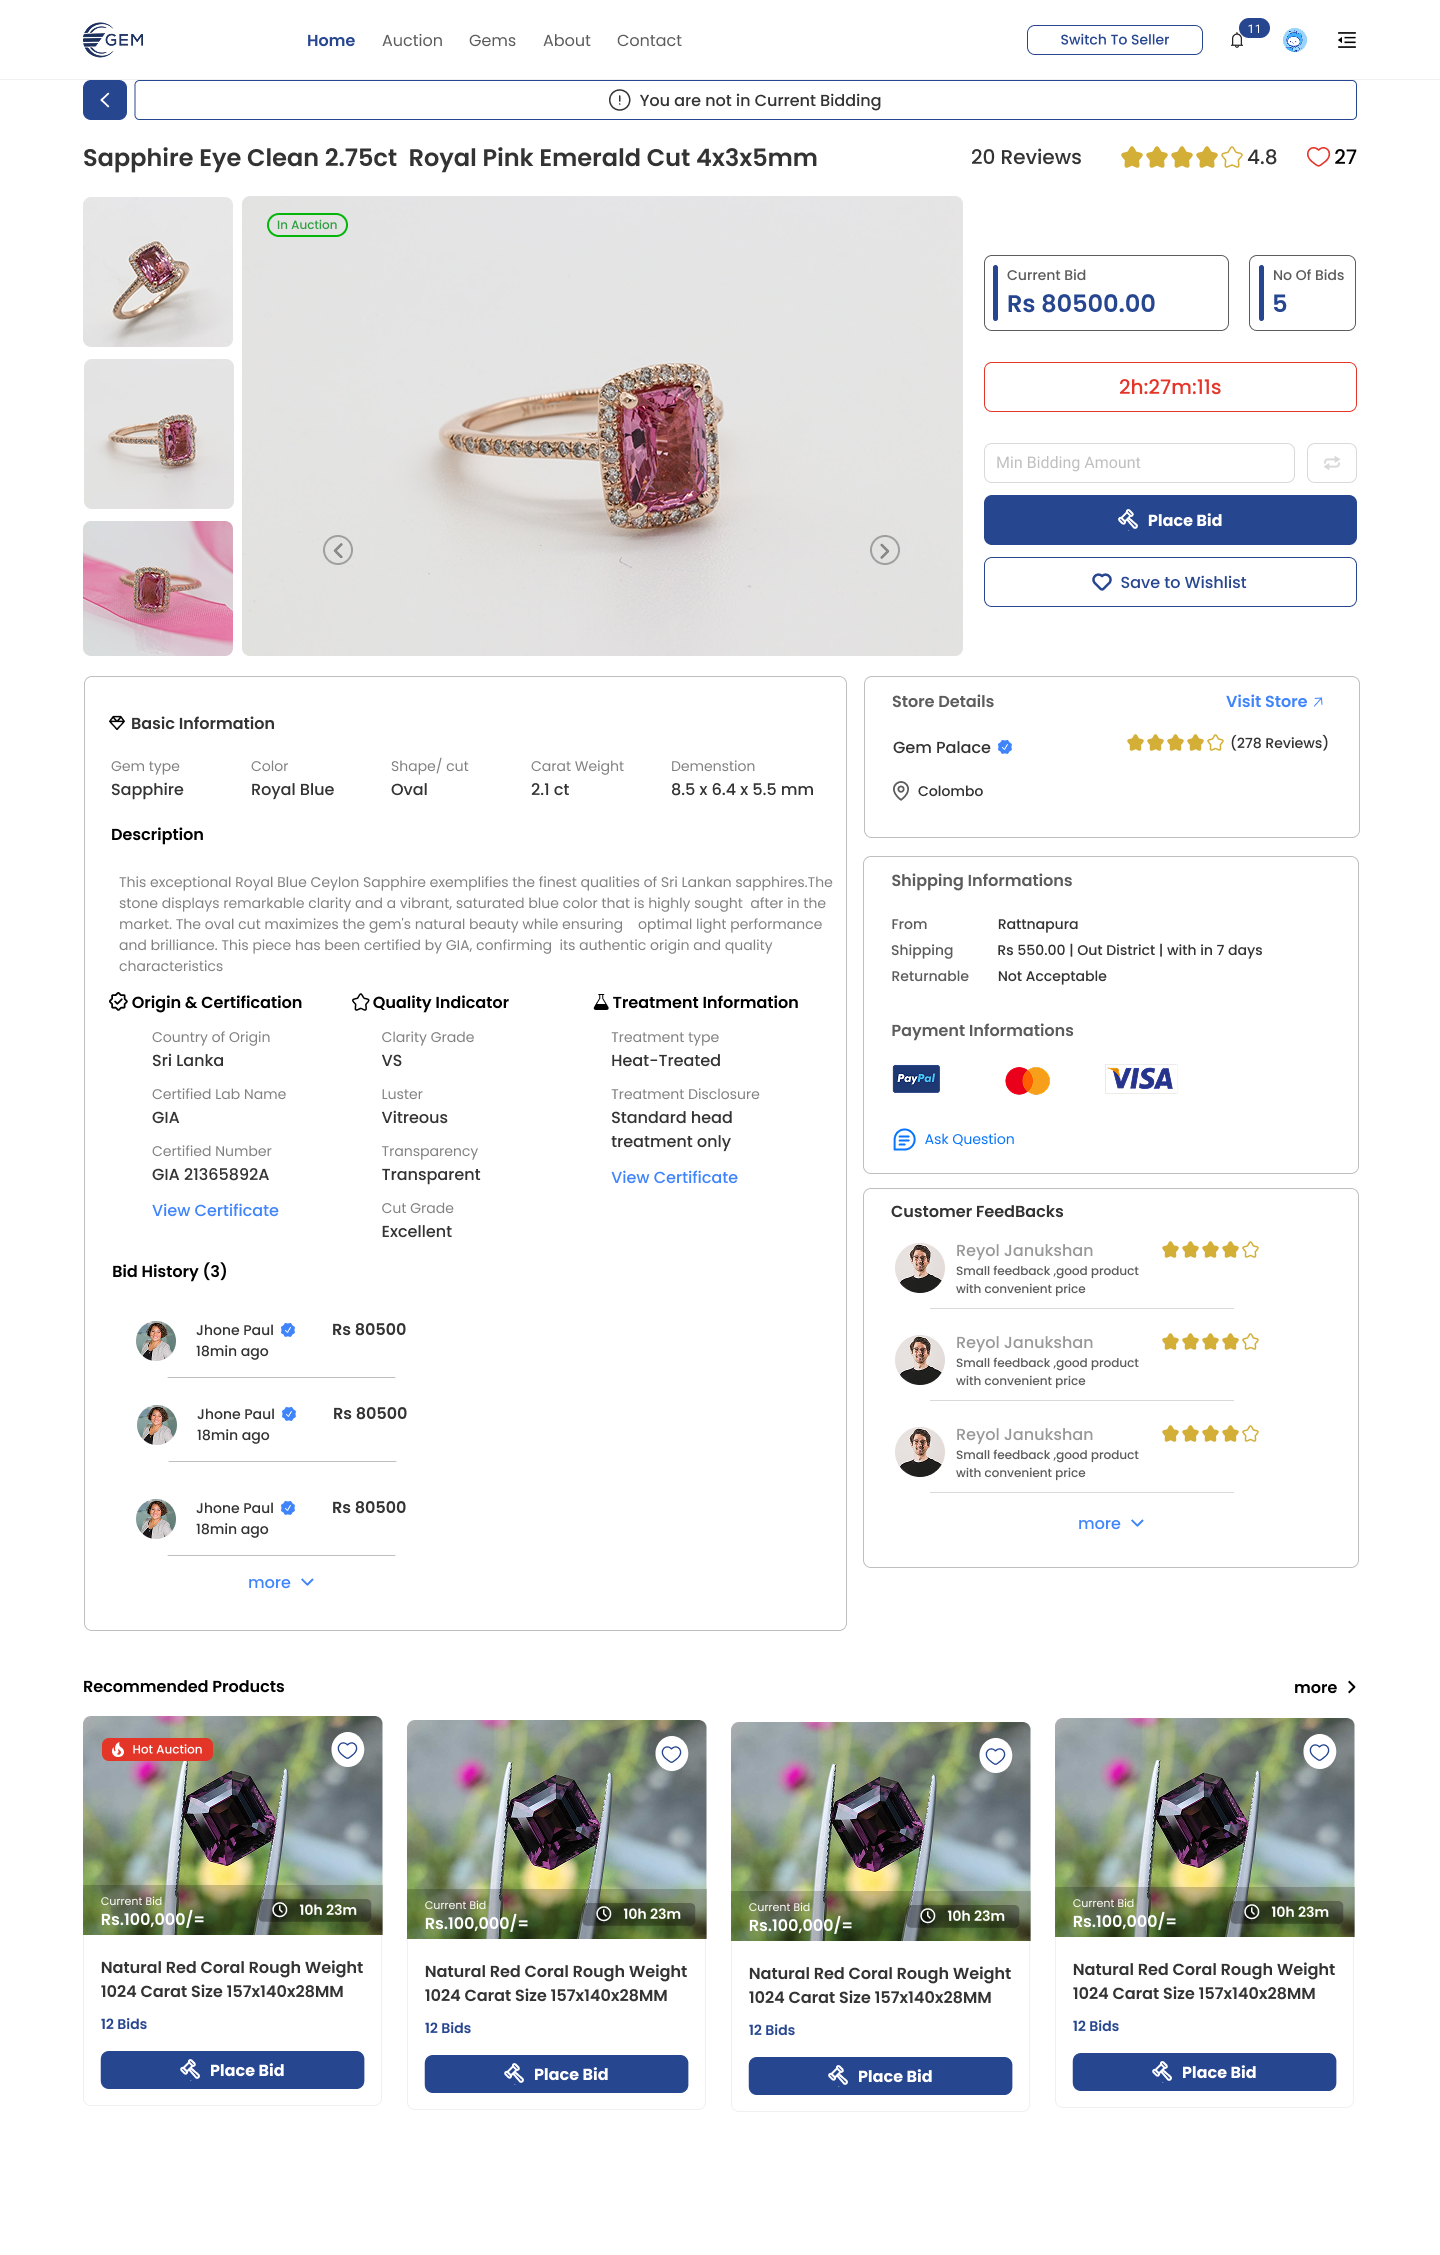 GEM
Home Auction Gems About Contact
Switch To Seller
11
You are not in Current Bidding
Sapphire Eye Clean 2.75ct Royal Pink Emerald Cut 4x3x5mm
20 Reviews 4.8 27
In Auction
Current Bid
Rs 80500.00
No Of Bids
5
2h:27m:11s
Min Bidding Amount
Place Bid
Save to Wishlist
Basic Information
Gem type Color Shape/ cut Carat Weight Demenstion
Sapphire Royal Blue Oval 2.1 ct 8.5 x 6.4 x 5.5 mm
Description
This exceptional Royal Blue Ceylon Sapphire exemplifies the finest qualities of Sri Lankan sapphires.The
stone displays remarkable clarity and a vibrant, saturated blue color that is highly sought after in the
market. The oval cut maximizes the gem's natural beauty while ensuring optimal light performance
and brilliance. This piece has been certified by GIA, confirming its authentic origin and quality
characteristics
Origin & Certification
Country of Origin
Sri Lanka
Certified Lab Name
GIA
Certified Number
GIA 21365892A
View Certificate
Quality Indicator
Clarity Grade
VS
Luster
Vitreous
Transparency
Transparent
Cut Grade
Excellent
Treatment Information
Treatment type
Heat-Treated
Treatment Disclosure
Standard head
treatment only
View Certificate
Bid History (3)
Jhone Paul Rs 80500
18min ago
Jhone Paul Rs 80500
18min ago
Jhone Paul Rs 80500
18min ago
more
Store Details Visit Store
Gem Palace (278 Reviews)
Colombo
Shipping Informations
From Rattnapura
Shipping Rs 550.00 | Out District | with in 7 days
Returnable Not Acceptable
Payment Informations
PayPal VISA
Ask Question
Customer FeedBacks
Reyol Janukshan
Small feedback ,good product
with convenient price
Reyol Janukshan
Small feedback ,good product
with convenient price
Reyol Janukshan
Small feedback ,good product
with convenient price
more
Recommended Products more
Hot Auction
Current Bid
Rs.100,000/= 10h 23m
Natural Red Coral Rough Weight
1024 Carat Size 157x140x28MM
12 Bids
Place Bid
Current Bid
Rs.100,000/= 10h 23m
Natural Red Coral Rough Weight
1024 Carat Size 157x140x28MM
12 Bids
Place Bid
Current Bid
Rs.100,000/= 10h 23m
Natural Red Coral Rough Weight
1024 Carat Size 157x140x28MM
12 Bids
Place Bid
Current Bid
Rs.100,000/= 10h 23m
Natural Red Coral Rough Weight
1024 Carat Size 157x140x28MM
12 Bids
Place Bid